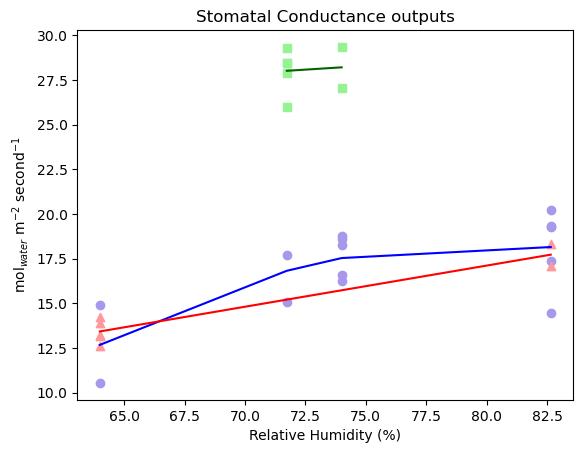 Stomatal Conductance outputs
30.0
27.5
25.0
22.5
20.0
17.5
15.0
12.5
10.0
mol_water m⁻² second⁻¹
65.0 67.5 70.0 72.5 75.0 77.5 80.0 82.5
Relative Humidity (%)